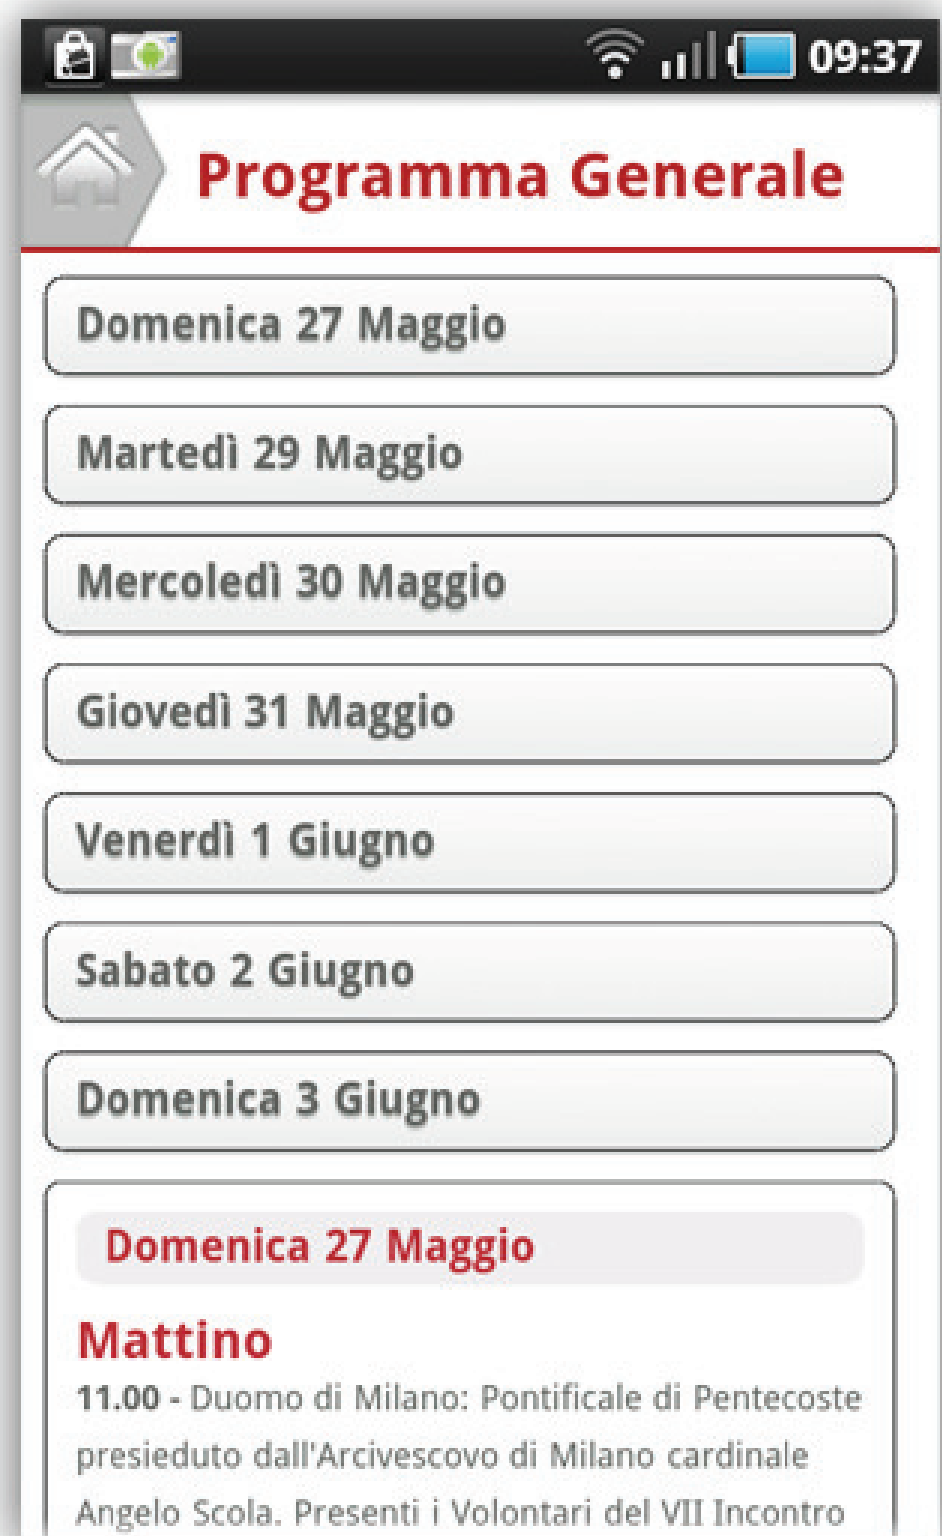 09:37
Programma Generale
Domenica 27 Maggio
Martedì 29 Maggio
Mercoledì 30 Maggio
Giovedì 31 Maggio
Venerdì 1 Giugno
Sabato 2 Giugno
Domenica 3 Giugno
Domenica 27 Maggio
Mattino
11.00 - Duomo di Milano: Pontificale di Pentecoste
presieduto dall'Arcivescovo di Milano cardinale
Angelo Scola. Presenti i Volontari del VII Incontro